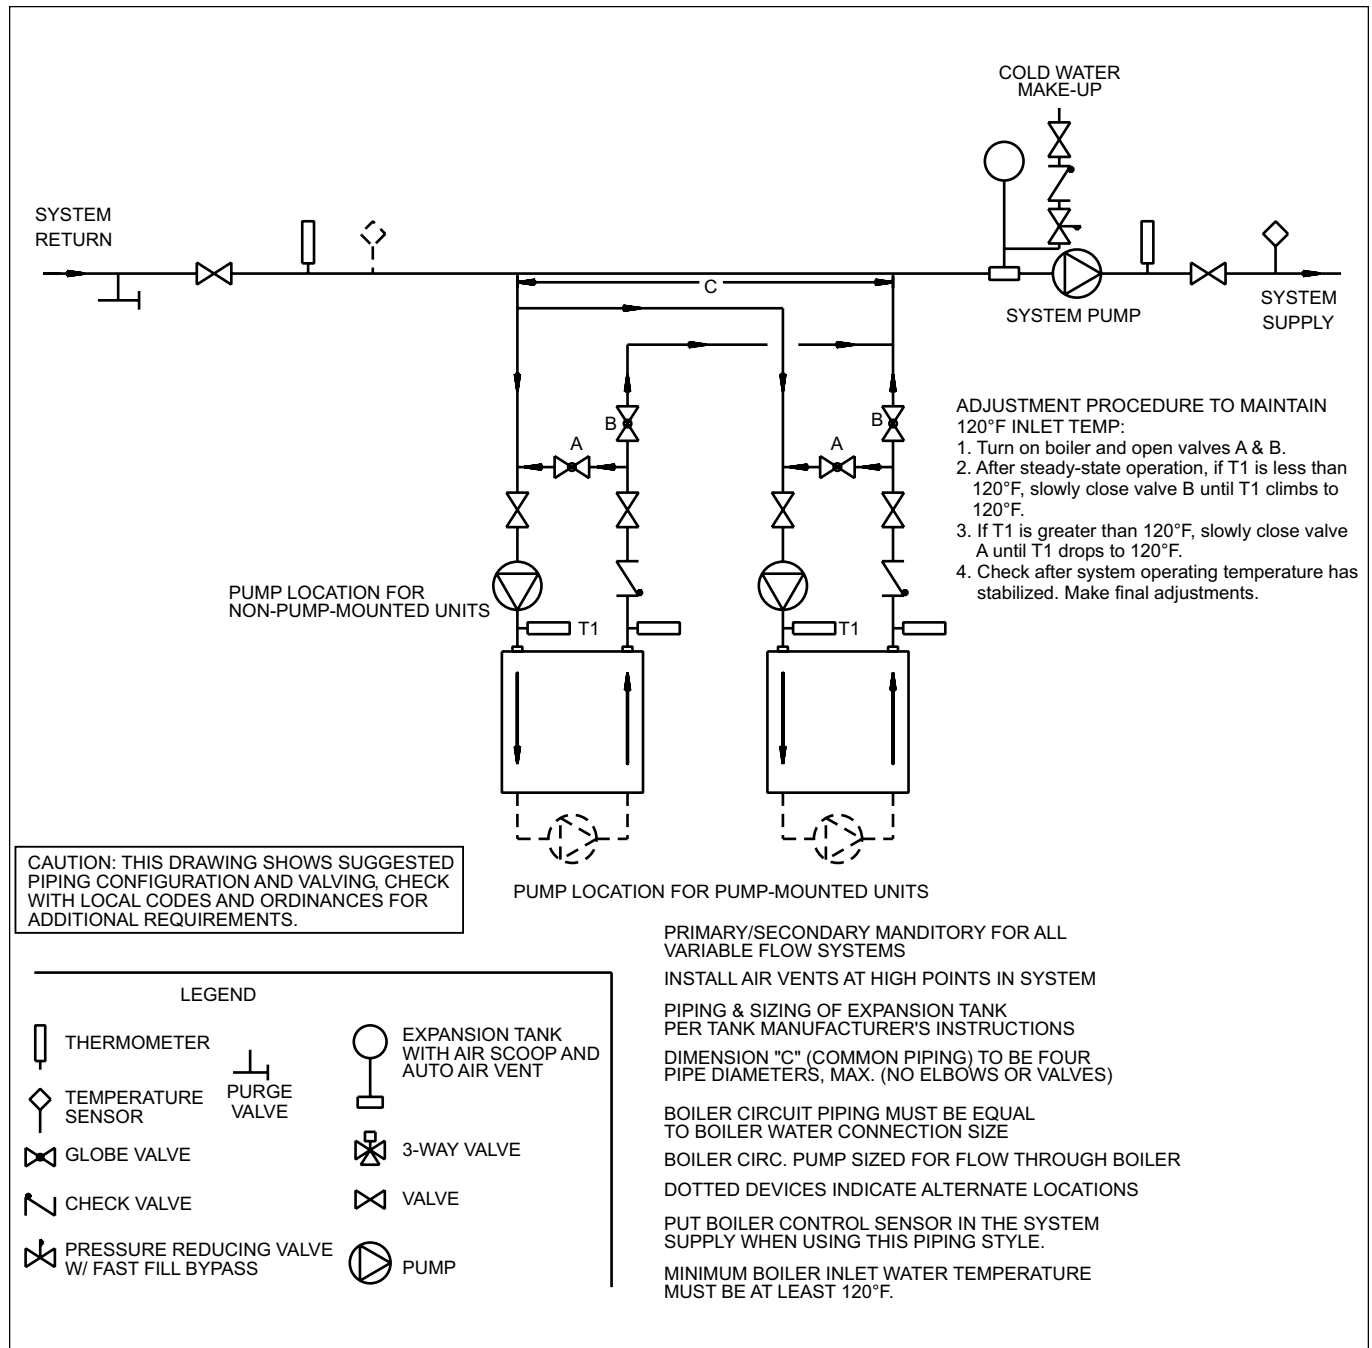 COLD WATER
MAKE-UP
SYSTEM
RETURN
C
SYSTEM PUMP
SYSTEM
SUPPLY
B
A
B
A
ADJUSTMENT PROCEDURE TO MAINTAIN
120°F INLET TEMP:
1. Turn on boiler and open valves A & B.
2. After steady-state operation, if T1 is less than
120°F, slowly close valve B until T1 climbs to
120°F.
3. If T1 is greater than 120°F, slowly close valve
A until T1 drops to 120°F.
4. Check after system operating temperature has
stabilized. Make final adjustments.
PUMP LOCATION FOR
NON-PUMP-MOUNTED UNITS
T1
T1
CAUTION: THIS DRAWING SHOWS SUGGESTED
PIPING CONFIGURATION AND VALVING, CHECK
WITH LOCAL CODES AND ORDINANCES FOR
ADDITIONAL REQUIREMENTS.
PUMP LOCATION FOR PUMP-MOUNTED UNITS
PRIMARY/SECONDARY MANDITORY FOR ALL
VARIABLE FLOW SYSTEMS
INSTALL AIR VENTS AT HIGH POINTS IN SYSTEM
PIPING & SIZING OF EXPANSION TANK
PER TANK MANUFACTURER'S INSTRUCTIONS
DIMENSION "C" (COMMON PIPING) TO BE FOUR
PIPE DIAMETERS, MAX. (NO ELBOWS OR VALVES)
BOILER CIRCUIT PIPING MUST BE EQUAL
TO BOILER WATER CONNECTION SIZE
BOILER CIRC. PUMP SIZED FOR FLOW THROUGH BOILER
DOTTED DEVICES INDICATE ALTERNATE LOCATIONS
PUT BOILER CONTROL SENSOR IN THE SYSTEM
SUPPLY WHEN USING THIS PIPING STYLE.
MINIMUM BOILER INLET WATER TEMPERATURE
MUST BE AT LEAST 120°F.
LEGEND
THERMOMETER
PURGE
VALVE
TEMPERATURE
SENSOR
GLOBE VALVE
CHECK VALVE
PRESSURE REDUCING VALVE
W/ FAST FILL BYPASS
EXPANSION TANK
WITH AIR SCOOP AND
AUTO AIR VENT
3-WAY VALVE
VALVE
PUMP